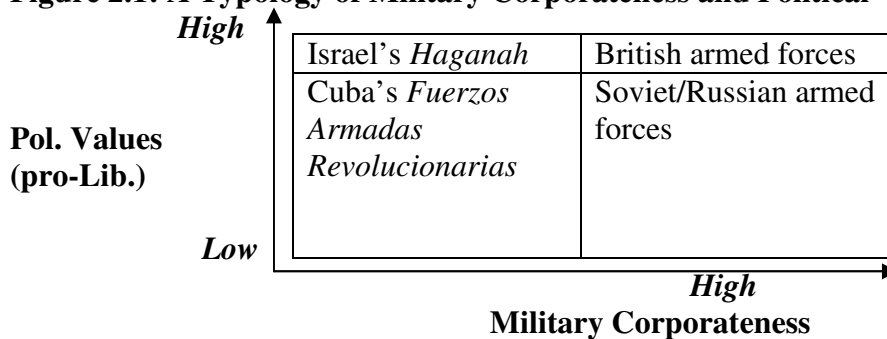 Figure 2.1: A Typology of Military Corporateness and Political
High
Israel's Haganah British armed forces
Cuba's Fuerzos Soviet/Russian armed
Armadas forces
Pol. Values
Revolucionarias
(pro-Lib.)
Low
High
Military Corporateness